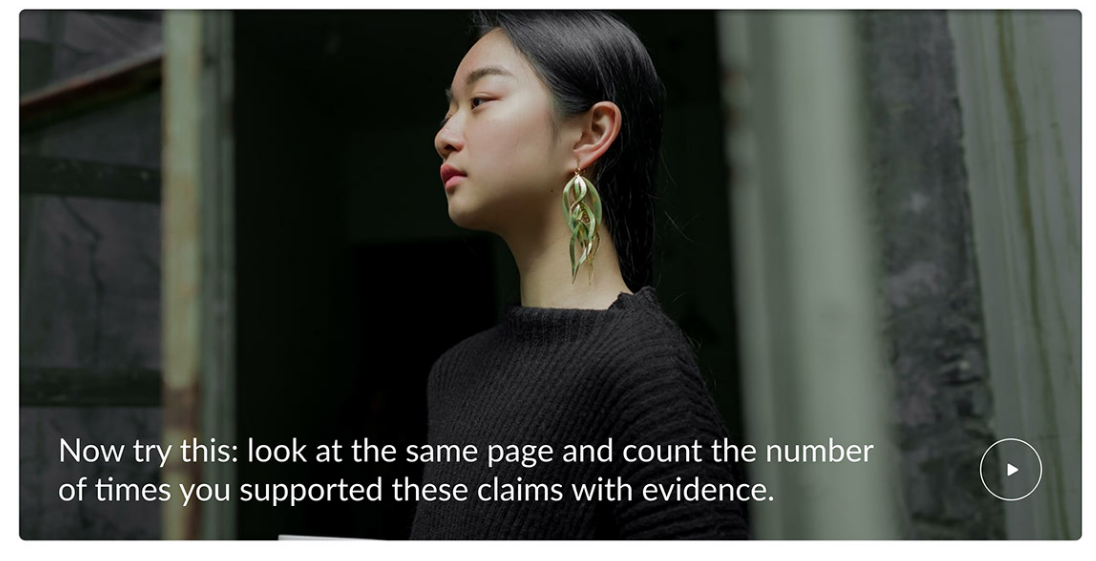 Now try this: look at the same page and count the number
of times you supported these claims with evidence.